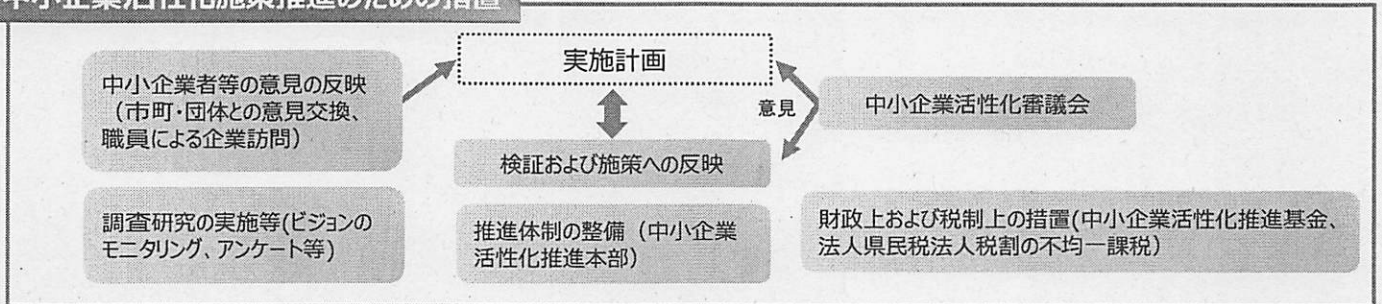 中小企業活性化施策推進のための措置
実施計画
中小企業者等の意見の反映
（市町・団体との意見交換、
職員による企業訪問）
意見
中小企業活性化審議会
検証および施策への反映
調査研究の実施等(ビジョンの
モニタリング、アンケート等)
推進体制の整備（中小企業
活性化推進本部）
財政上および税制上の措置(中小企業活性化推進基金、
法人県民税法人税割の不均一課税）